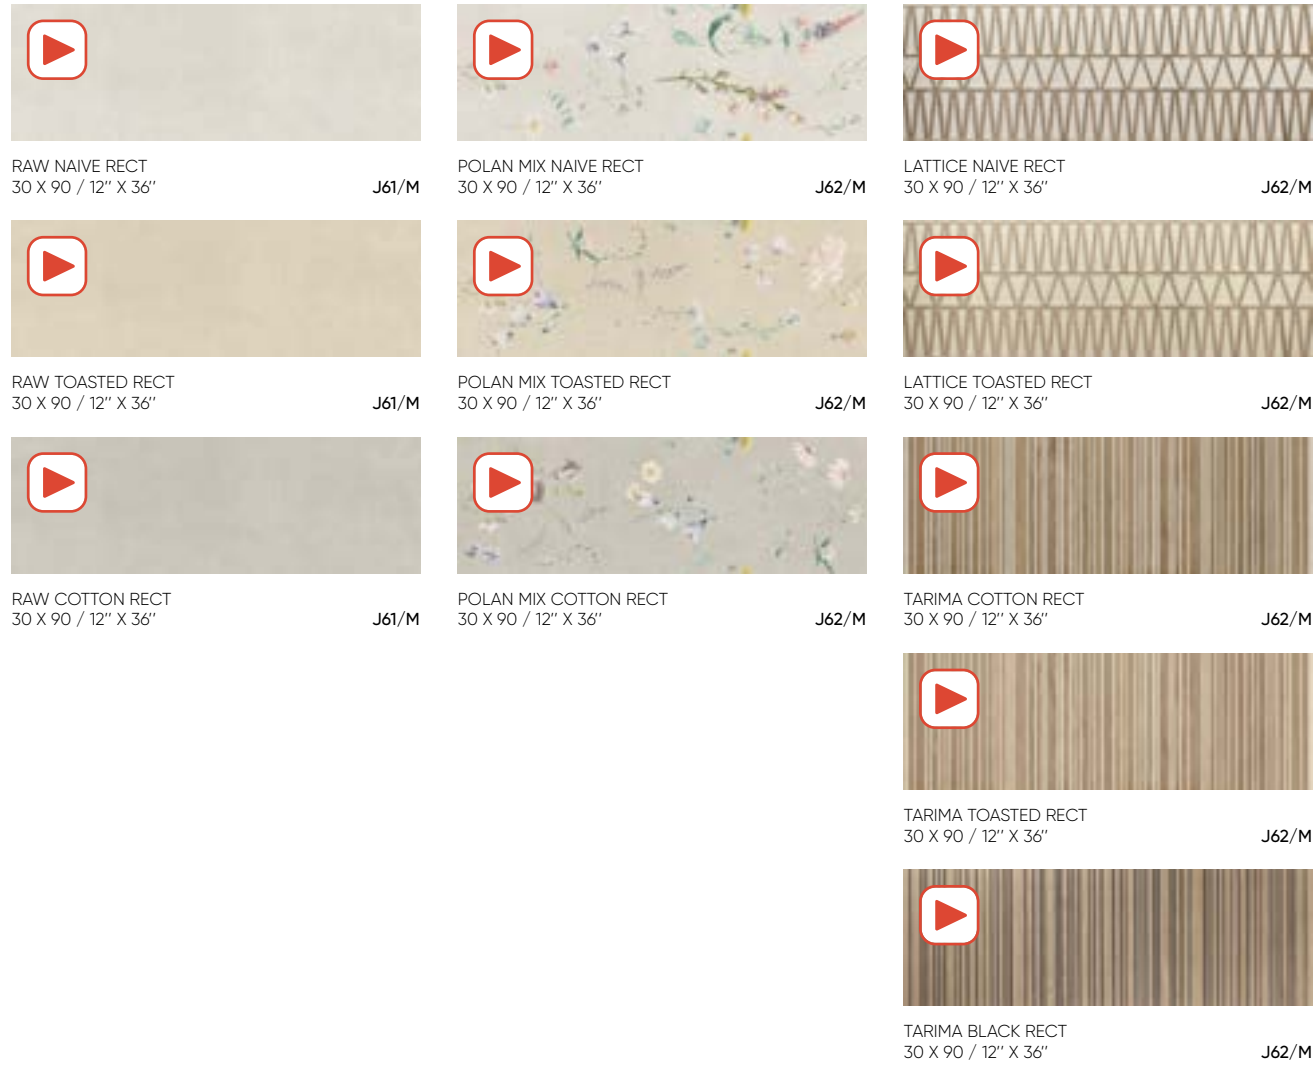 RAW NAIVE RECT
30 X 90 / 12'' X 36'' J61/M
POLAN MIX NAIVE RECT
30 X 90 / 12'' X 36'' J62/M
LATTICE NAIVE RECT
30 X 90 / 12'' X 36'' J62/M
RAW TOASTED RECT
30 X 90 / 12'' X 36'' J61/M
POLAN MIX TOASTED RECT
30 X 90 / 12'' X 36'' J62/M
LATTICE TOASTED RECT
30 X 90 / 12'' X 36'' J62/M
RAW COTTON RECT
30 X 90 / 12'' X 36'' J61/M
POLAN MIX COTTON RECT
30 X 90 / 12'' X 36'' J62/M
TARIMA COTTON RECT
30 X 90 / 12'' X 36'' J62/M
TARIMA TOASTED RECT
30 X 90 / 12'' X 36'' J62/M
TARIMA BLACK RECT
30 X 90 / 12'' X 36'' J62/M